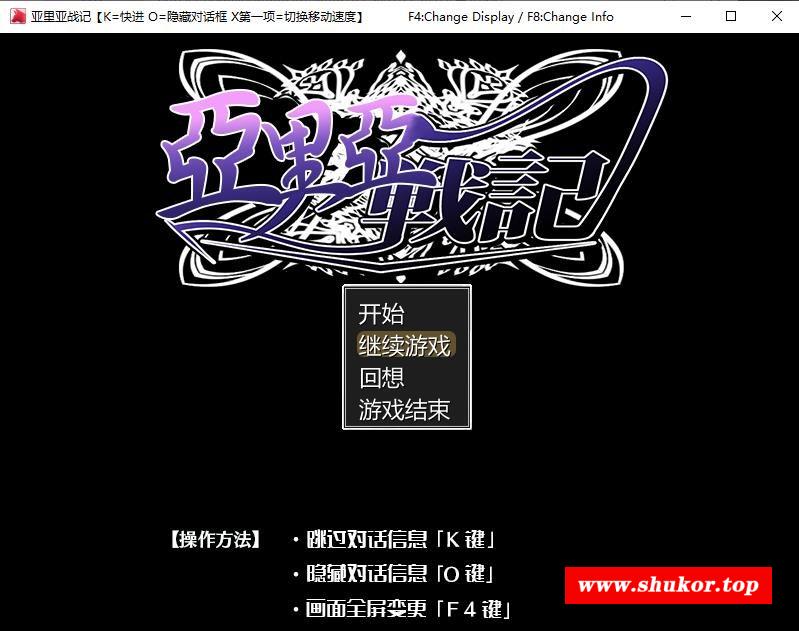 亚里亚战记【K=快进 O=隐藏对话框 X第一项=切换移动速度】 F4:Change Display / F8:Change Info
亞里亞戰記
开始
继续游戏
回想
游戏结束
【操作方法】 ・跳过对话信息「K 键」
・隐藏对话信息「O 键」
・画面全屏变更「F 4 键」
www.shukor.top